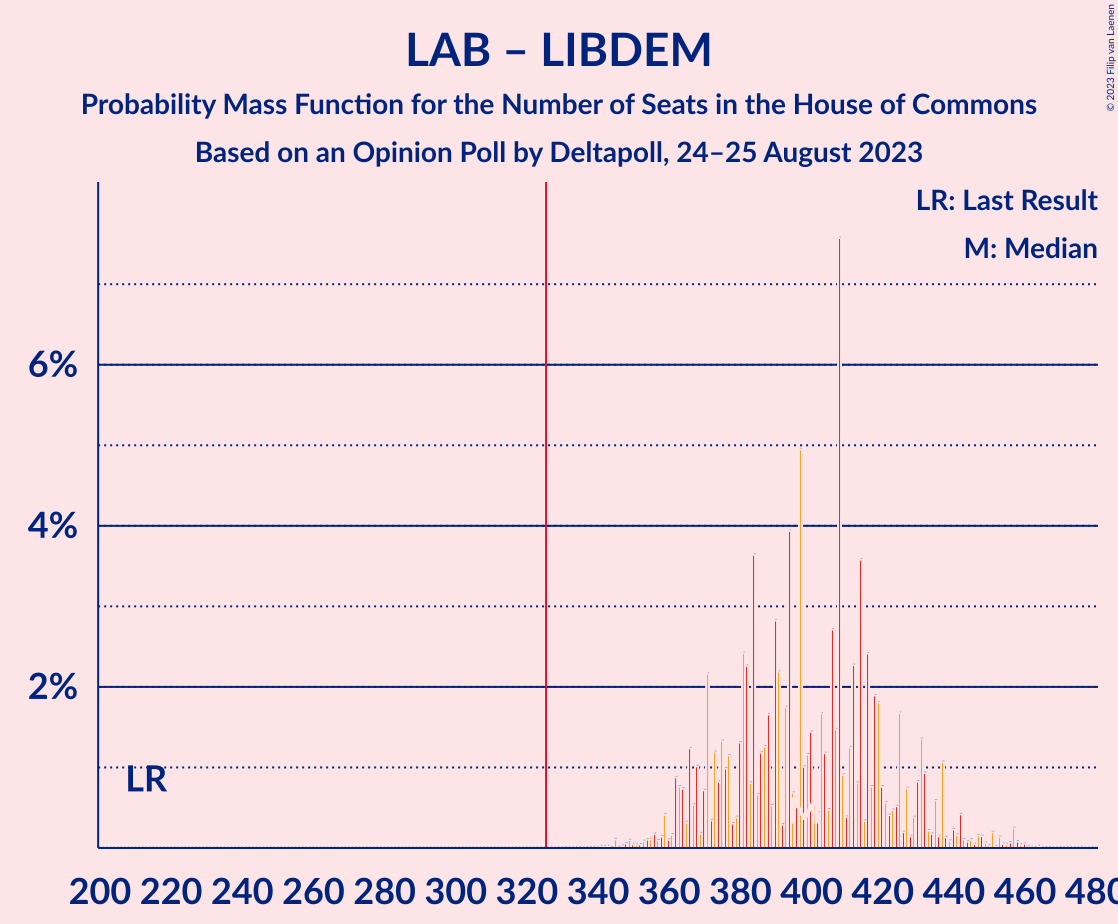 LAB – LIBDEM
Probability Mass Function for the Number of Seats in the House of Commons
Based on an Opinion Poll by Deltapoll, 24–25 August 2023
© 2023 Filip van Laenen
LR: Last Result
M: Median
6%
4%
2%
LR
200 220 240 260 280 300 320 340 360 380 400 420 440 460 480